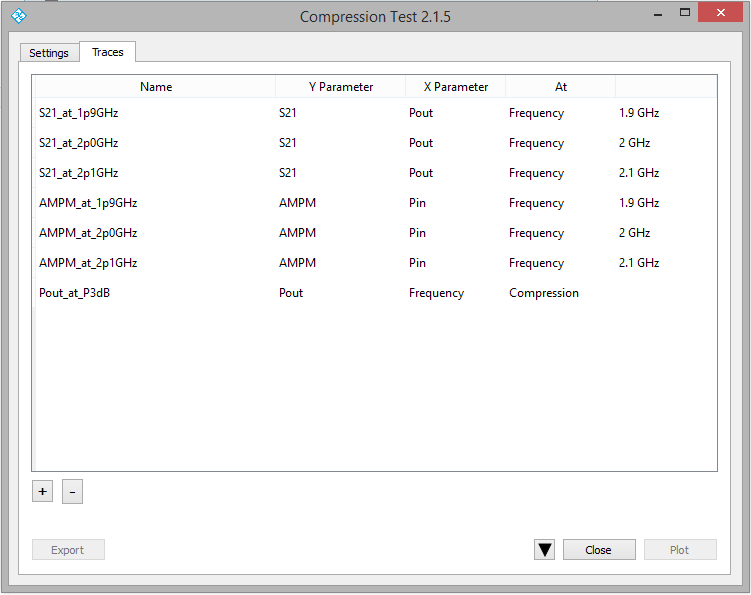 Compression Test 2.1.5
Settings Traces
Name Y Parameter X Parameter At
S21_at_1p9GHz S21 Pout Frequency 1.9 GHz
S21_at_2p0GHz S21 Pout Frequency 2 GHz
S21_at_2p1GHz S21 Pout Frequency 2.1 GHz
AMPM_at_1p9GHz AMPM Pin Frequency 1.9 GHz
AMPM_at_2p0GHz AMPM Pin Frequency 2 GHz
AMPM_at_2p1GHz AMPM Pin Frequency 2.1 GHz
Pout_at_P3dB Pout Frequency Compression
+ -
Export Close Plot